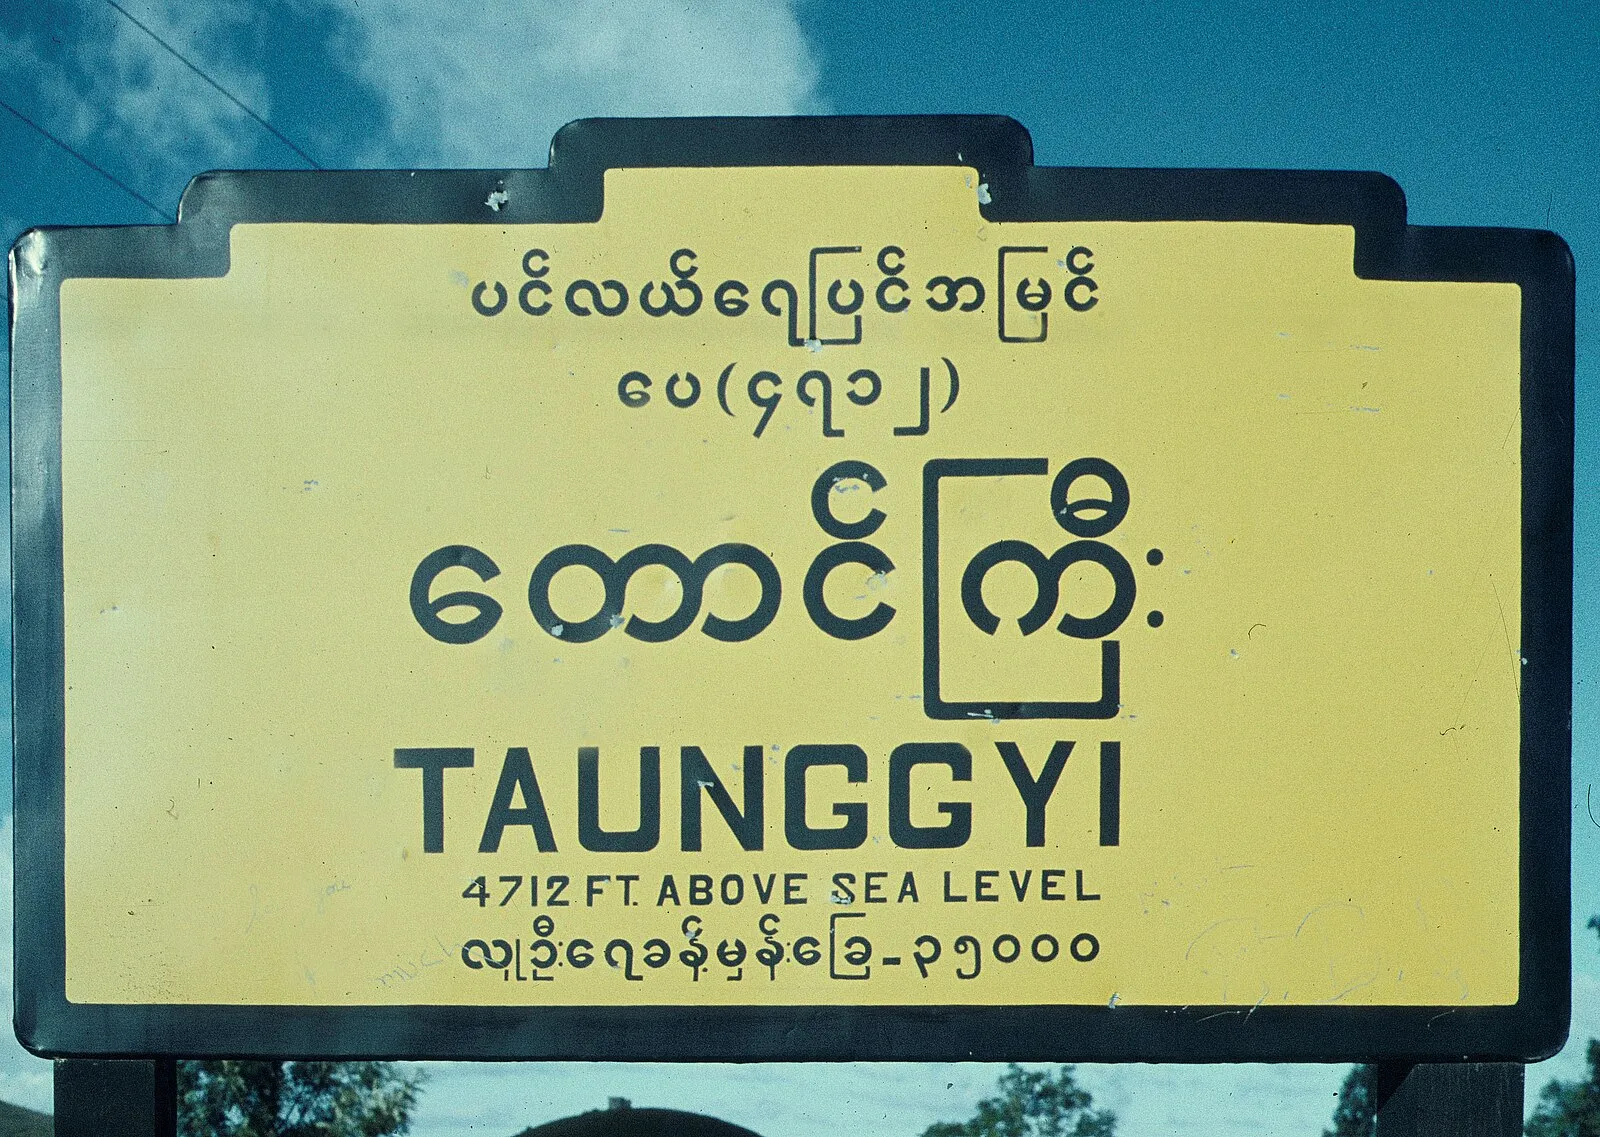 ပင်လယ်ရေပြင်အမြင့်
ပေ(၄၇၁၂)
တောင်ကြီး
TAUNGGYI
4712 FT. ABOVE SEA LEVEL
လူဦးရေခန့်မှန်းခြေ-၃၅၀၀၀